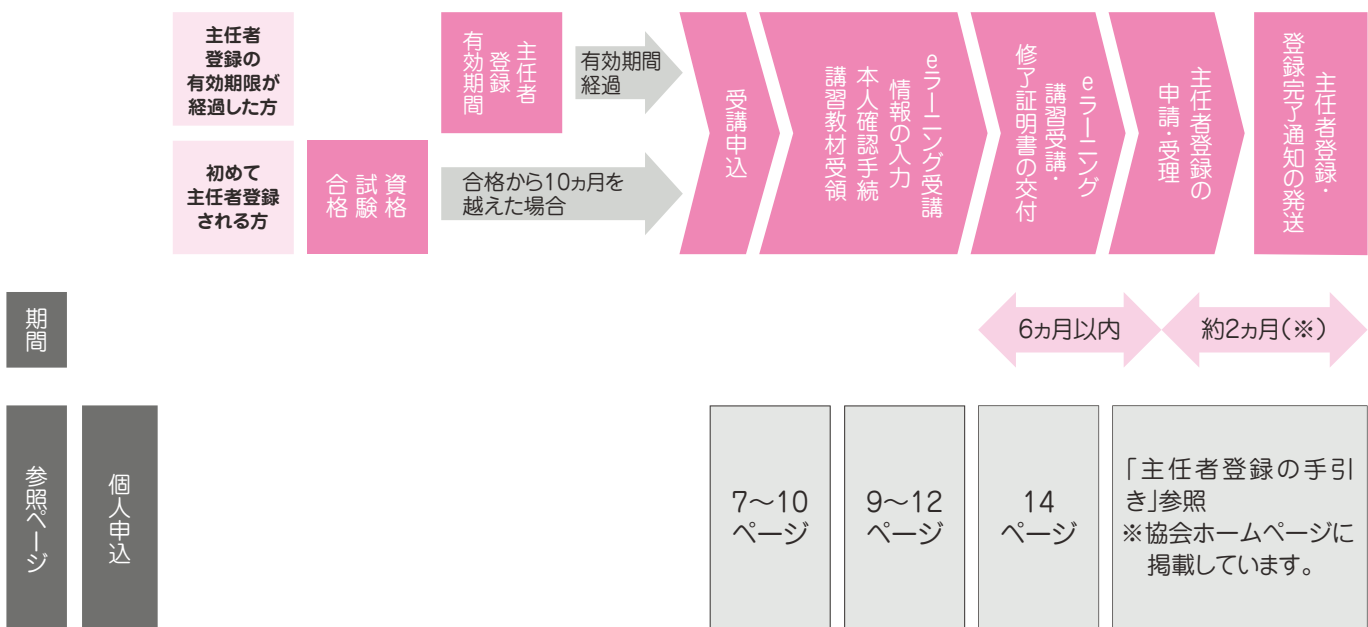 主任者
登録の
有効期限が
経過した方
主任者
登録
有効期間
有効期間
経過
初めて
主任者登録
される方
資格
試験
合格
合格から10ヵ月を
越えた場合
受講申込
eラーニング受講
情報の入力
本人確認手続
講習教材受領
eラーニング
講習受講・
修了証明書の交付
主任者登録の
申請・受理
主任者登録・
登録完了通知の発送
期間
6ヵ月以内
約2ヵ月(※)
参照ページ
個人申込
7～10
ページ
9～12
ページ
14
ページ
「主任者登録の手引
き」参照
※協会ホームページに
掲載しています。